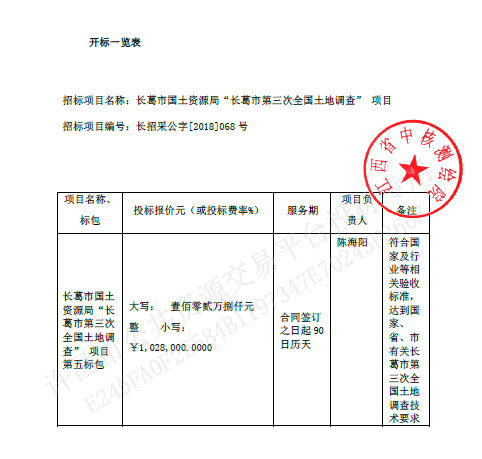 开标一览表
招标项目名称：长葛市国土资源局“长葛市第三次全国土地调查” 项目
招标项目编号：长招采公字[2018]068 号
江西省中核测绘院
项目名称、
标包
投标报价元（或投标费率%）
服务期
项目负
责人
备注
长葛市国土
资源局“长
葛市第三次
全国土地调
查” 项目
第五标包
大写： 壹佰零贰万捌仟元
整 小写：
￥1,028,000.0000
合同签订
之日起 90
日历天
陈海阳
符合国
家及行
业等相
关验收
标准，
达到国
家、
省、市
有关长
葛市第
三次全
国土地
调查技
术要求